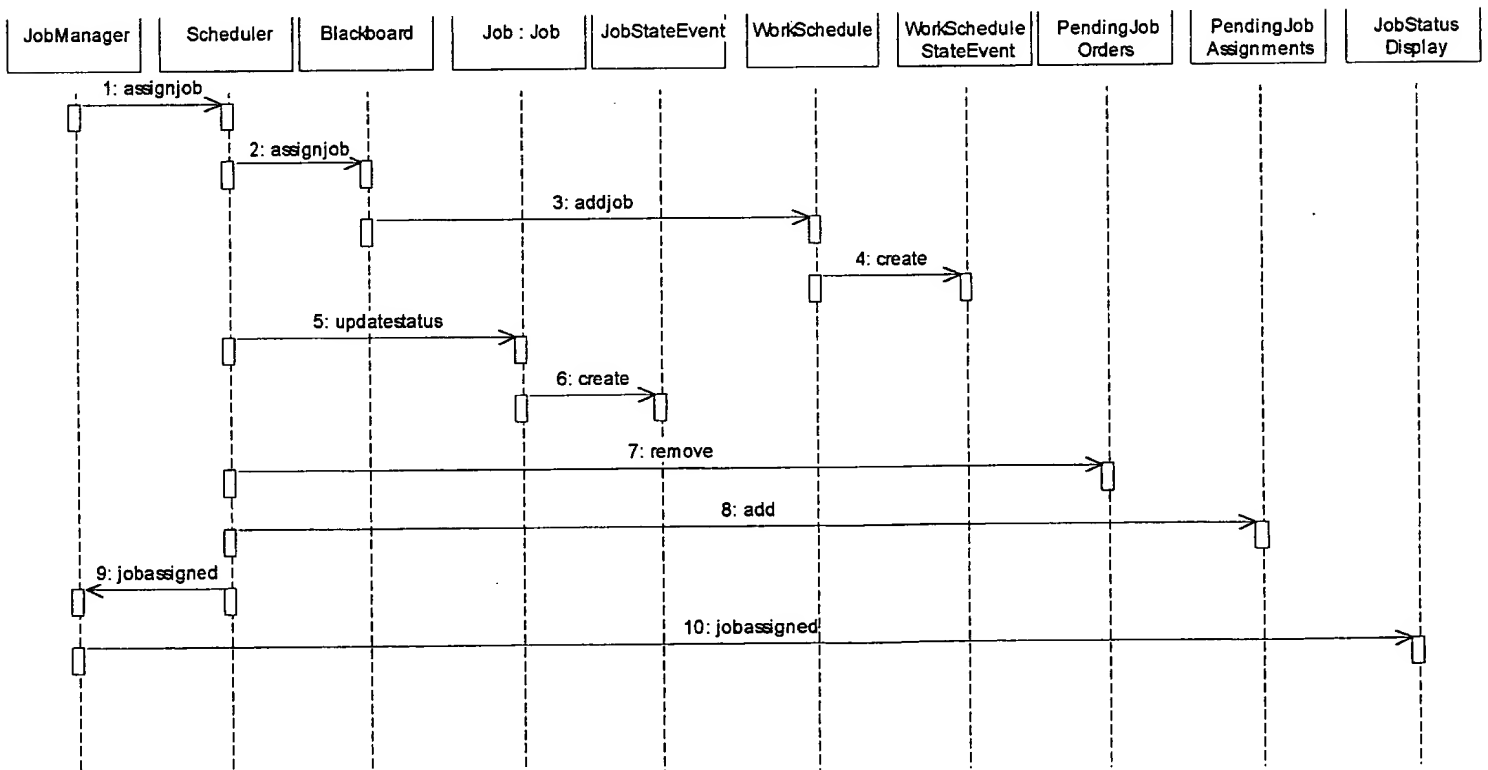 JobManager
Scheduler
Blackboard
Job : Job
JobStateEvent
WorkSchedule
WorkSchedule
StateEvent
PendingJob
Orders
PendingJob
Assignments
JobStatus
Display
1: assignjob
2: assignjob
3: addjob
4: create
5: updatestatus
6: create
7: remove
8: add
9: jobassigned
10: jobassigned